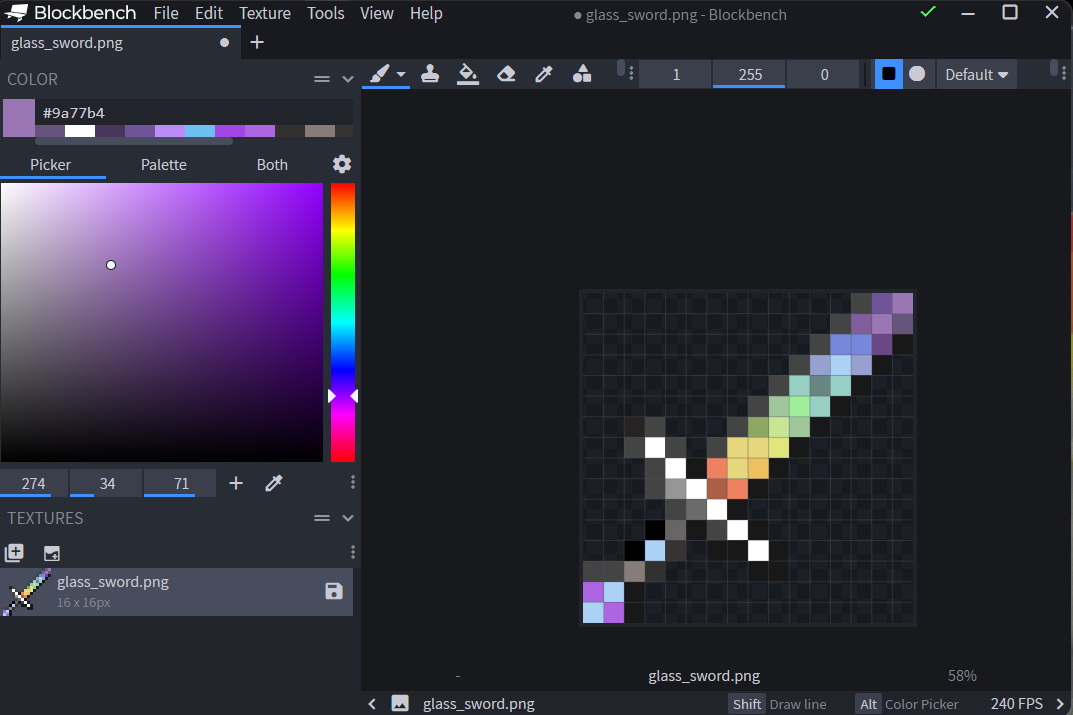 Blockbench File Edit Texture Tools View Help ● glass_sword.png - Blockbench
glass_sword.png
COLOR
1 255 0 Default
#9a77b4
Picker Palette Both
274 34 71
TEXTURES
glass_sword.png
16 x 16px
- glass_sword.png 58%
glass_sword.png Shift Draw line Alt Color Picker 240 FPS